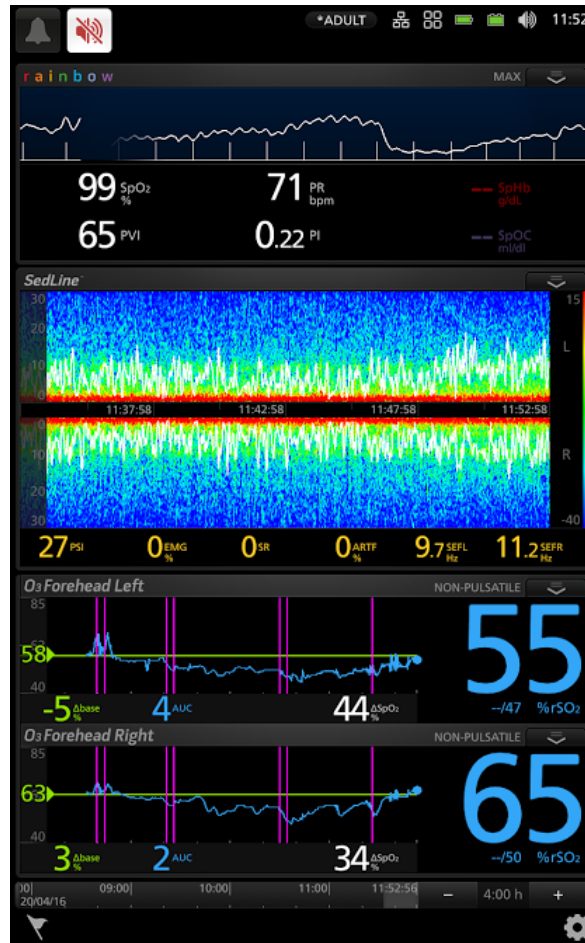 *ADULT 11:52
rainbow MAX
99 SpO₂ % 71 PR bpm -- SpHb g/dL
65 PVI 0.22 PI -- SpOC ml/dl
SedLine 15
30
20
10 L
0
11:37:58 11:42:58 11:47:58 11:52:58
0
10 R
20
30 -40
27 PSI 0 EMG % 0 SR 0 ARTF % 9.7 SEFL Hz 11.2 SEFR Hz
O₃ Forehead Left NON-PULSATILE
85
58 55
40
-5 Δbase % 4 AUC 44 ΔSpO₂ % --/47 %rSO₂
O₃ Forehead Right NON-PULSATILE
85
63 65
40
3 Δbase % 2 AUC 34 ΔSpO₂ % --/50 %rSO₂
00| 09:00| 10:00| 11:00| 11:52:56 − 4:00 h +
20/04/16